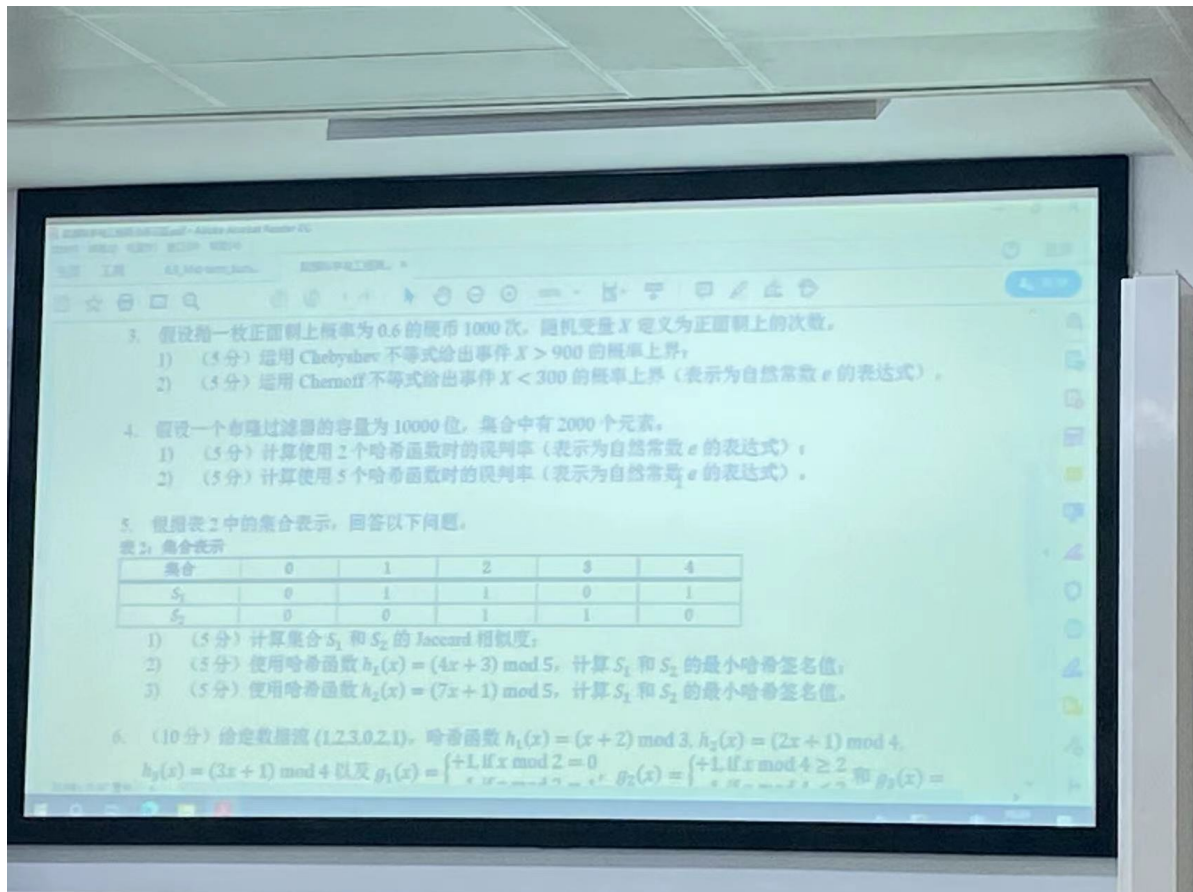 Adobe Acrobat Reader DC
工具
3. 假设抛一枚正面朝上概率为 0.6 的硬币 1000 次,随机变量 X 定义为正面朝上的次数。
1) (5 分)运用 Chebyshev 不等式给出事件 X > 900 的概率上界;
2) (5 分)运用 Chernoff 不等式给出事件 X < 300 的概率上界(表示为自然常数 e 的表达式)。
4. 假设一个布隆过滤器的容量为 10000 位,集合中有 2000 个元素。
1) (5 分)计算使用 2 个哈希函数时的误判率(表示为自然常数 e 的表达式);
2) (5 分)计算使用 5 个哈希函数时的误判率(表示为自然常数 e 的表达式)。
5. 根据表 2 中的集合表示,回答以下问题。
表 2:集合表示
集合 0 1 2 3 4
S₁ 0 1 1 0 1
S₂ 0 0 1 1 0
1) (5 分)计算集合 S₁ 和 S₂ 的 Jaccard 相似度;
2) (5 分)使用哈希函数 h₁(x) = (4x + 3) mod 5,计算 S₁ 和 S₂ 的最小哈希签名值;
3) (5 分)使用哈希函数 h₂(x) = (7x + 1) mod 5,计算 S₁ 和 S₂ 的最小哈希签名值。
6. (10 分)给定数据流 (1,2,3,0,2,1),哈希函数 h₁(x) = (x + 2) mod 3, h₂(x) = (2x + 1) mod 4,
h₃(x) = (3x + 1) mod 4 以及 g₁(x) = {+1, if x mod 2 = 0 g₂(x) = {+1, if x mod 4 ≥ 2 和 g₃(x) =